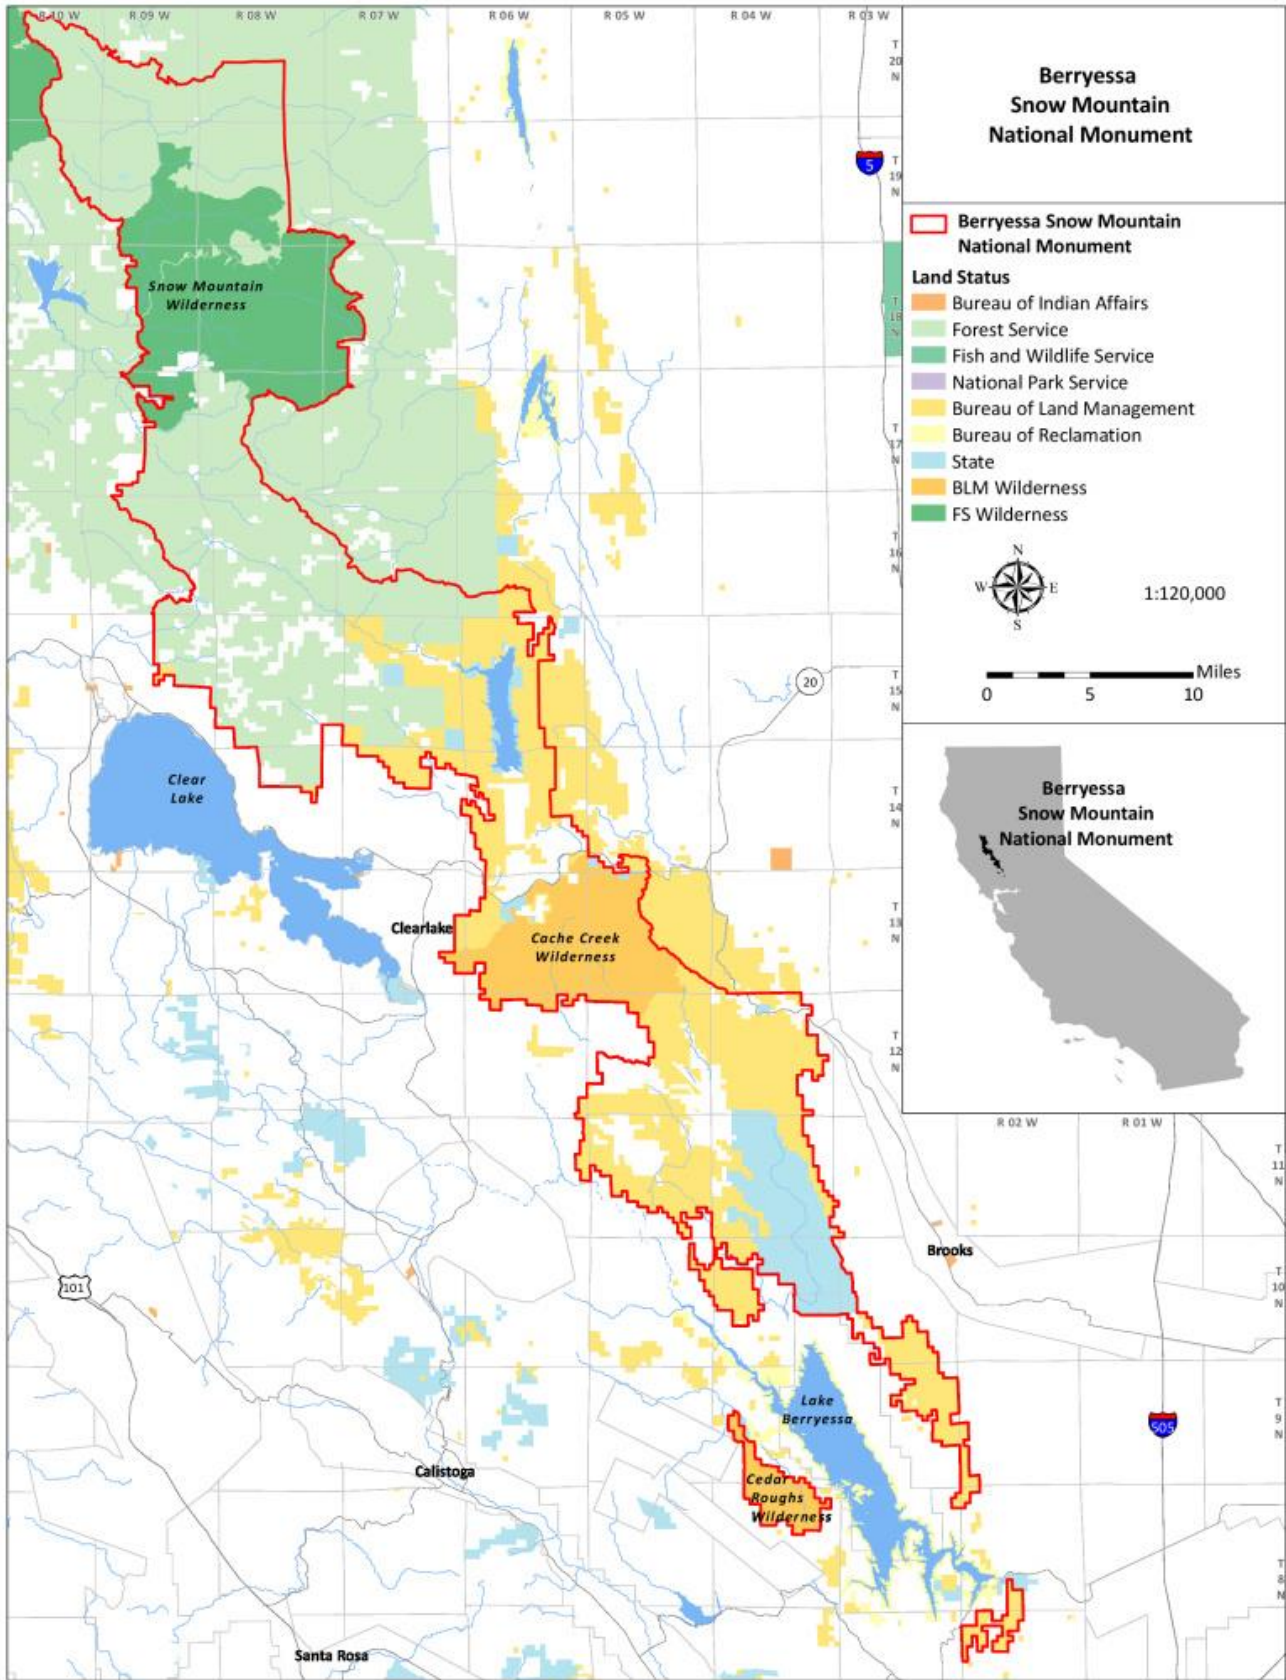 R 10 W
R 09 W
R 08 W
R 07 W
R 06 W
R 05 W
R 04 W
R 03 W
T
20
N
5
T
19
N
T
18
N
T
17
N
T
16
N
T
15
N
T
14
N
T
13
N
T
12
N
Berryessa
Snow Mountain
National Monument
Berryessa Snow Mountain
National Monument
Land Status
Bureau of Indian Affairs
Forest Service
Fish and Wildlife Service
National Park Service
Bureau of Land Management
Bureau of Reclamation
State
BLM Wilderness
FS Wilderness
N
W
E
S
1:120,000
Miles
0
5
10
Berryessa
Snow Mountain
National Monument
R 02 W
R 01 W
T
11
N
T
10
N
T
9
N
T
8
N
Snow Mountain
Wilderness
20
Clear
Lake
Clearlake
Cache Creek
Wilderness
Brooks
101
Lake
Berryessa
505
Calistoga
Cedar
Roughs
Wilderness
Santa Rosa